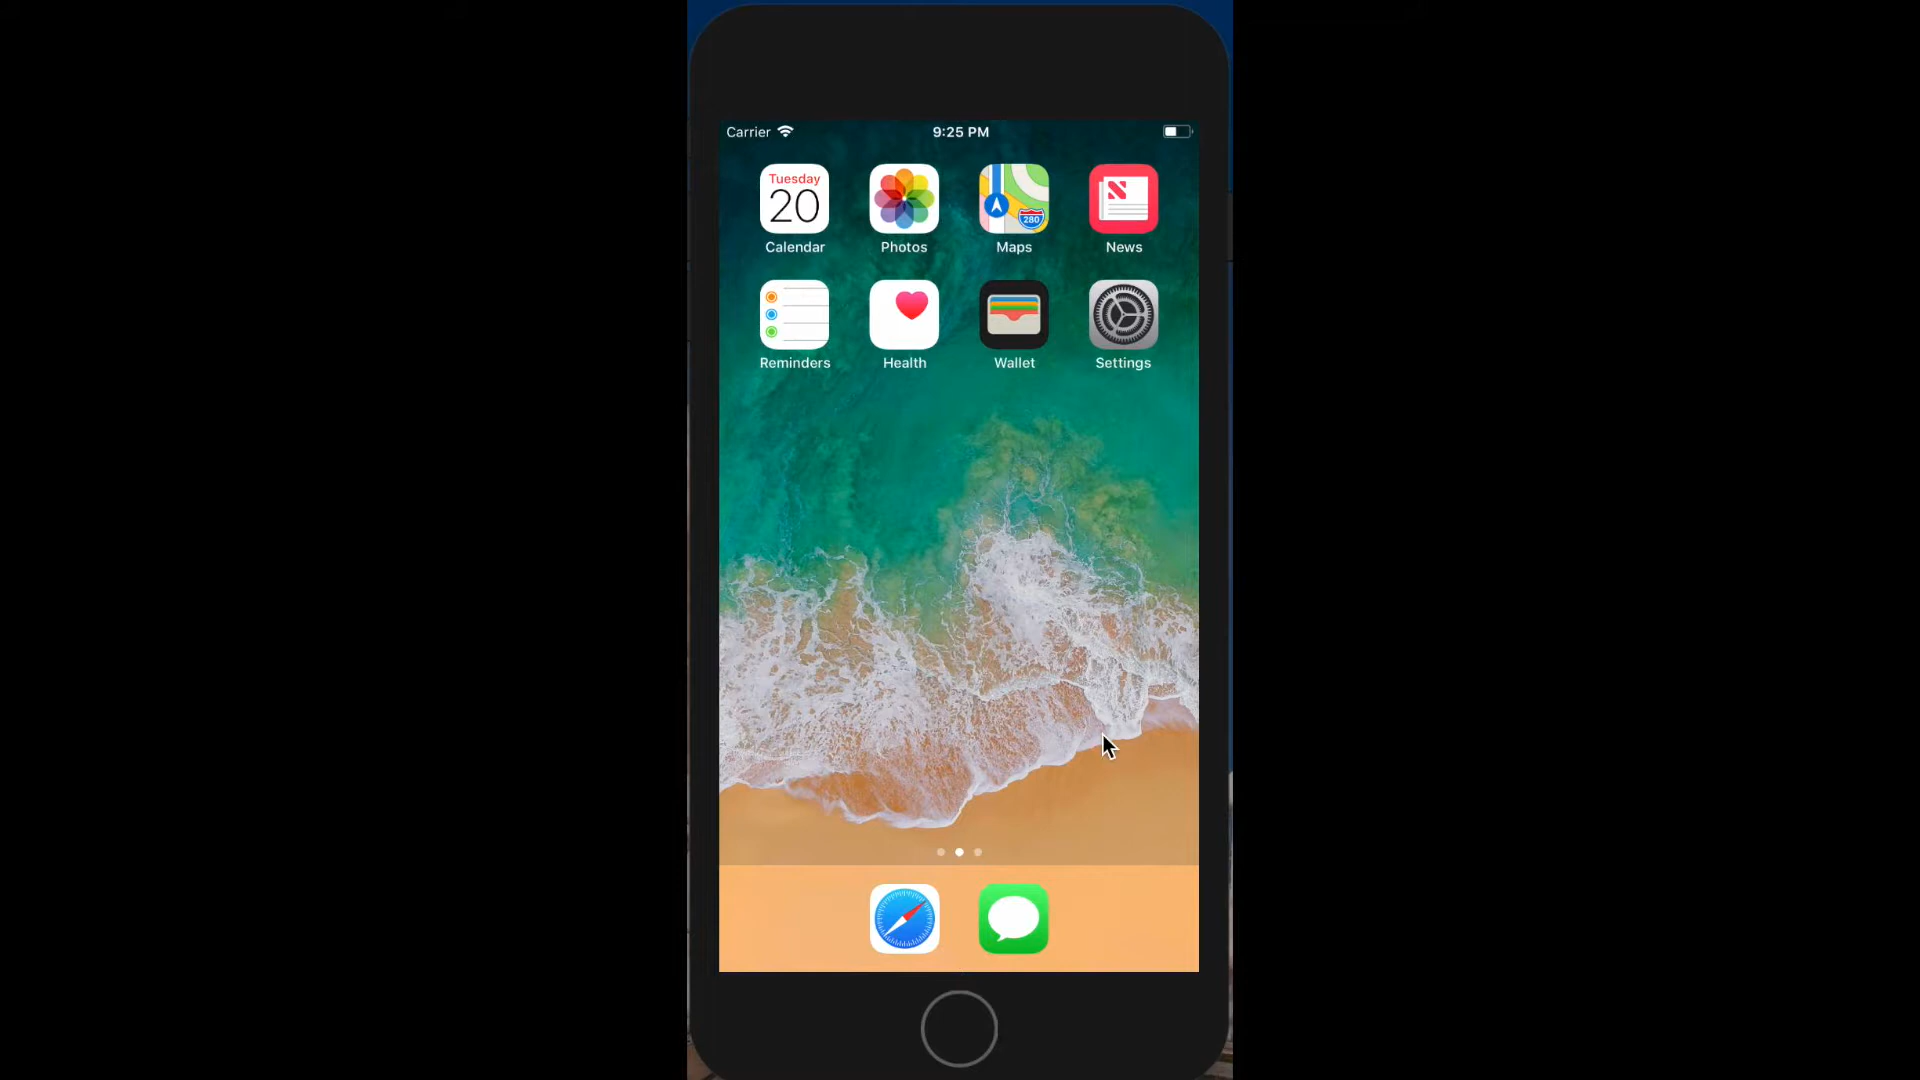 Carrier 9:25 PM
Tuesday
20
280
Calendar Photos Maps News
Reminders Health Wallet Settings